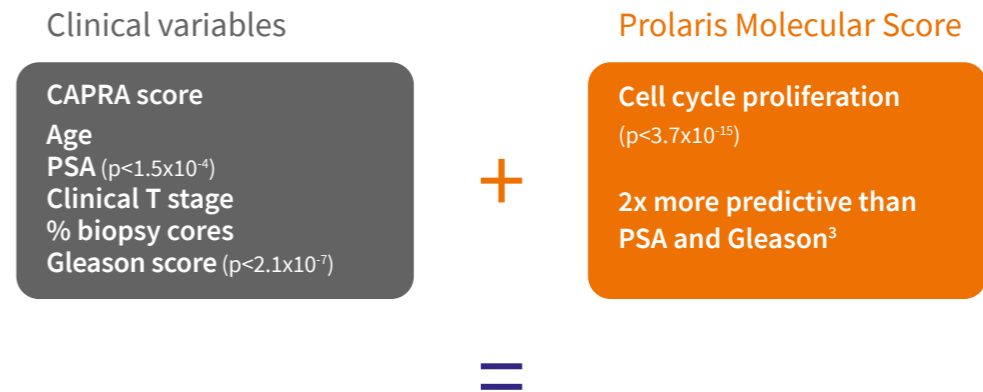 Clinical variables
CAPRA score
Age
PSA (p<1.5x10⁻⁴)
Clinical T stage
% biopsy cores
Gleason score (p<2.1x10⁻⁷)
+
Prolaris Molecular Score
Cell cycle proliferation
(p<3.7x10⁻¹⁵)
2x more predictive than
PSA and Gleason³
=